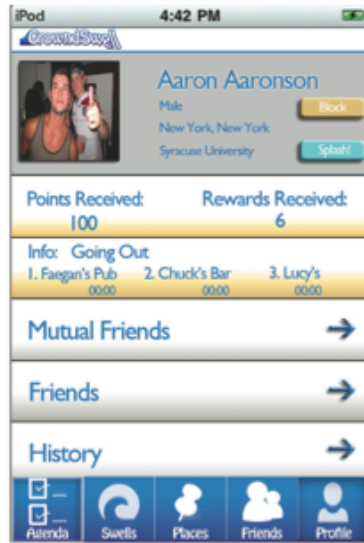 iPod 4:42 PM
GroundSwell
Aaron Aaronson
Male
Block
New York, New York
Syracuse University
Splash!
Points Received: Rewards Received:
100 6
Info: Going Out
1. Faegan's Pub 2. Chuck's Bar 3. Lucy's
00:00 00:00 00:00
Mutual Friends
Friends
History
Agenda Swells Places Friends Profile